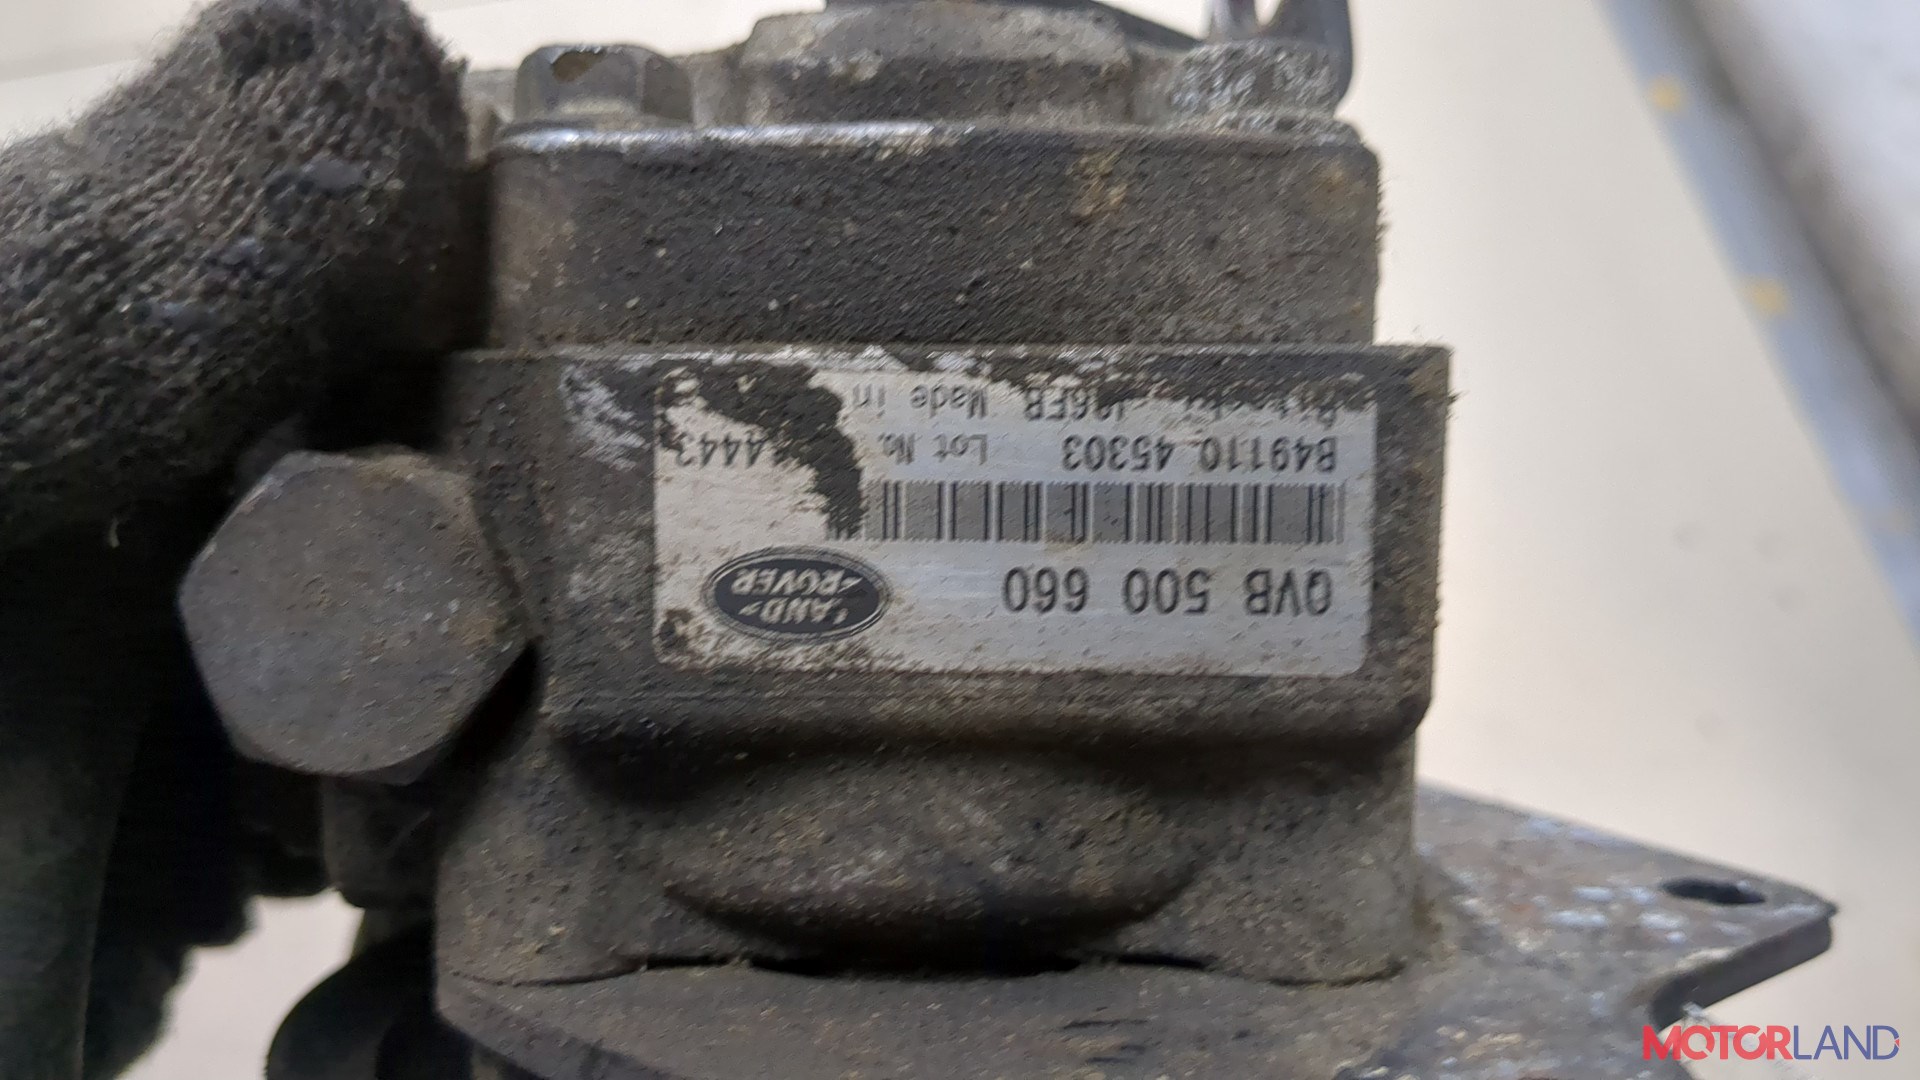 QVB 500 660
LAND
ROVER
B49110 45303 Lot No. 4443
Made in
MOTORLAND